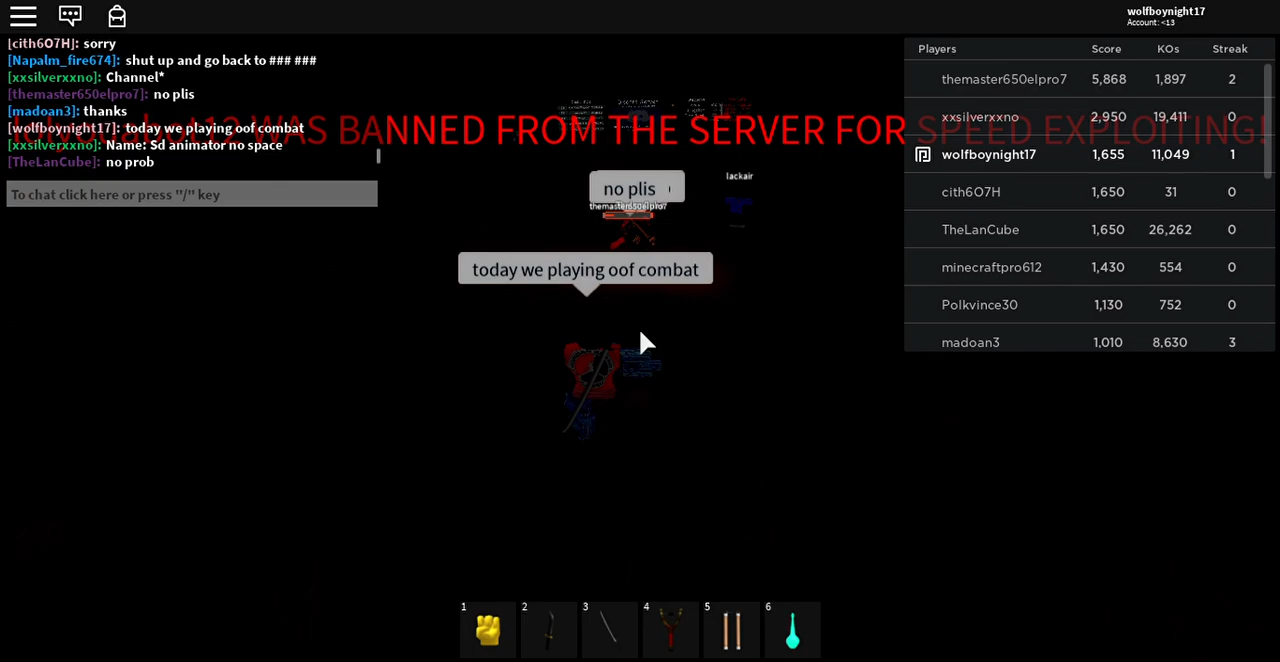 wolfboynight17
Account: <13
[cith6O7H]: sorry
[Napalm_fire674]: shut up and go back to ### ###
[xxsilverxxno]: Channel*
[themaster650elpro7]: no plis
[madoan3]: thanks
[wolfboynight17]: today we playing oof combat
[xxsilverxxno]: Name: Sd animator no space
[TheLanCube]: no prob
To chat click here or press "/" key
WAS BANNED FROM THE SERVER FOR SPEED EXPLOITING!
no plis
themaster650elpro7
lackair
today we playing oof combat
Players Score KOs Streak
themaster650elpro7 5,868 1,897 2
xxsilverxxno 2,950 19,411 0
wolfboynight17 1,655 11,049 1
cith6O7H 1,650 31 0
TheLanCube 1,650 26,262 0
minecraftpro612 1,430 554 0
Polkvince30 1,130 752 0
madoan3 1,010 8,630 3
1 2 3 4 5 6